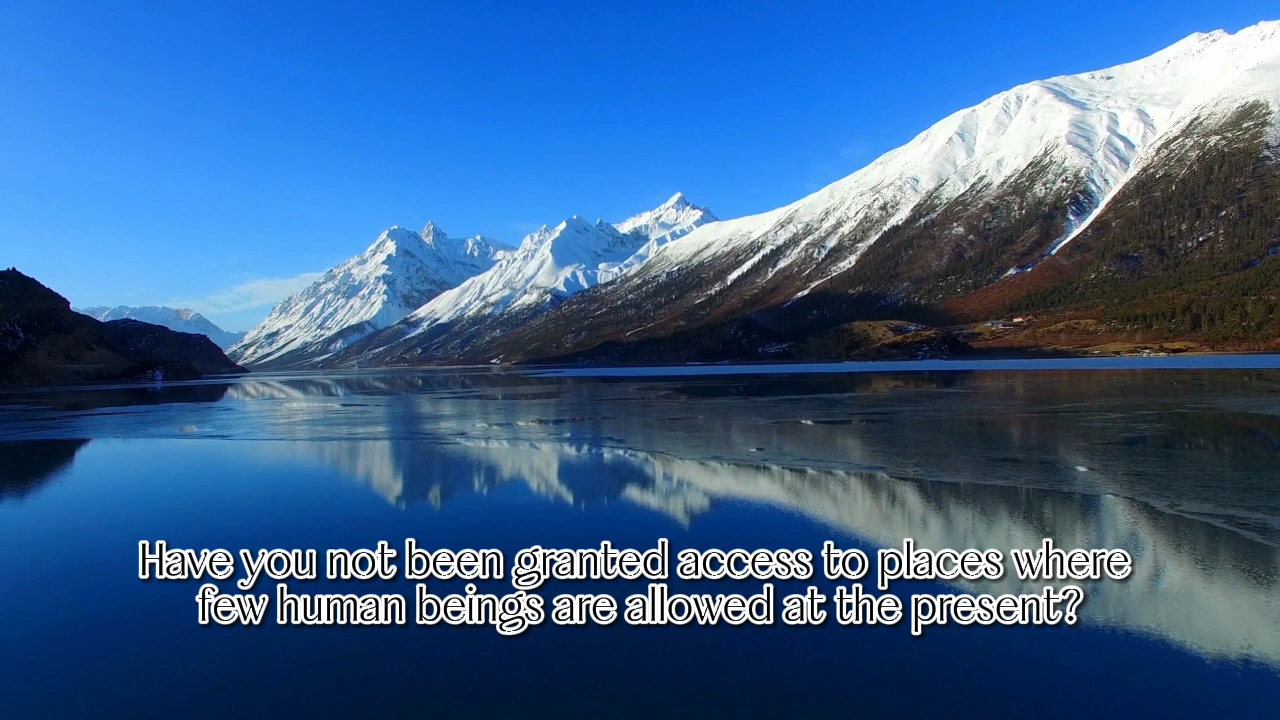 Have you not been granted access to places where
few human beings are allowed at the present?